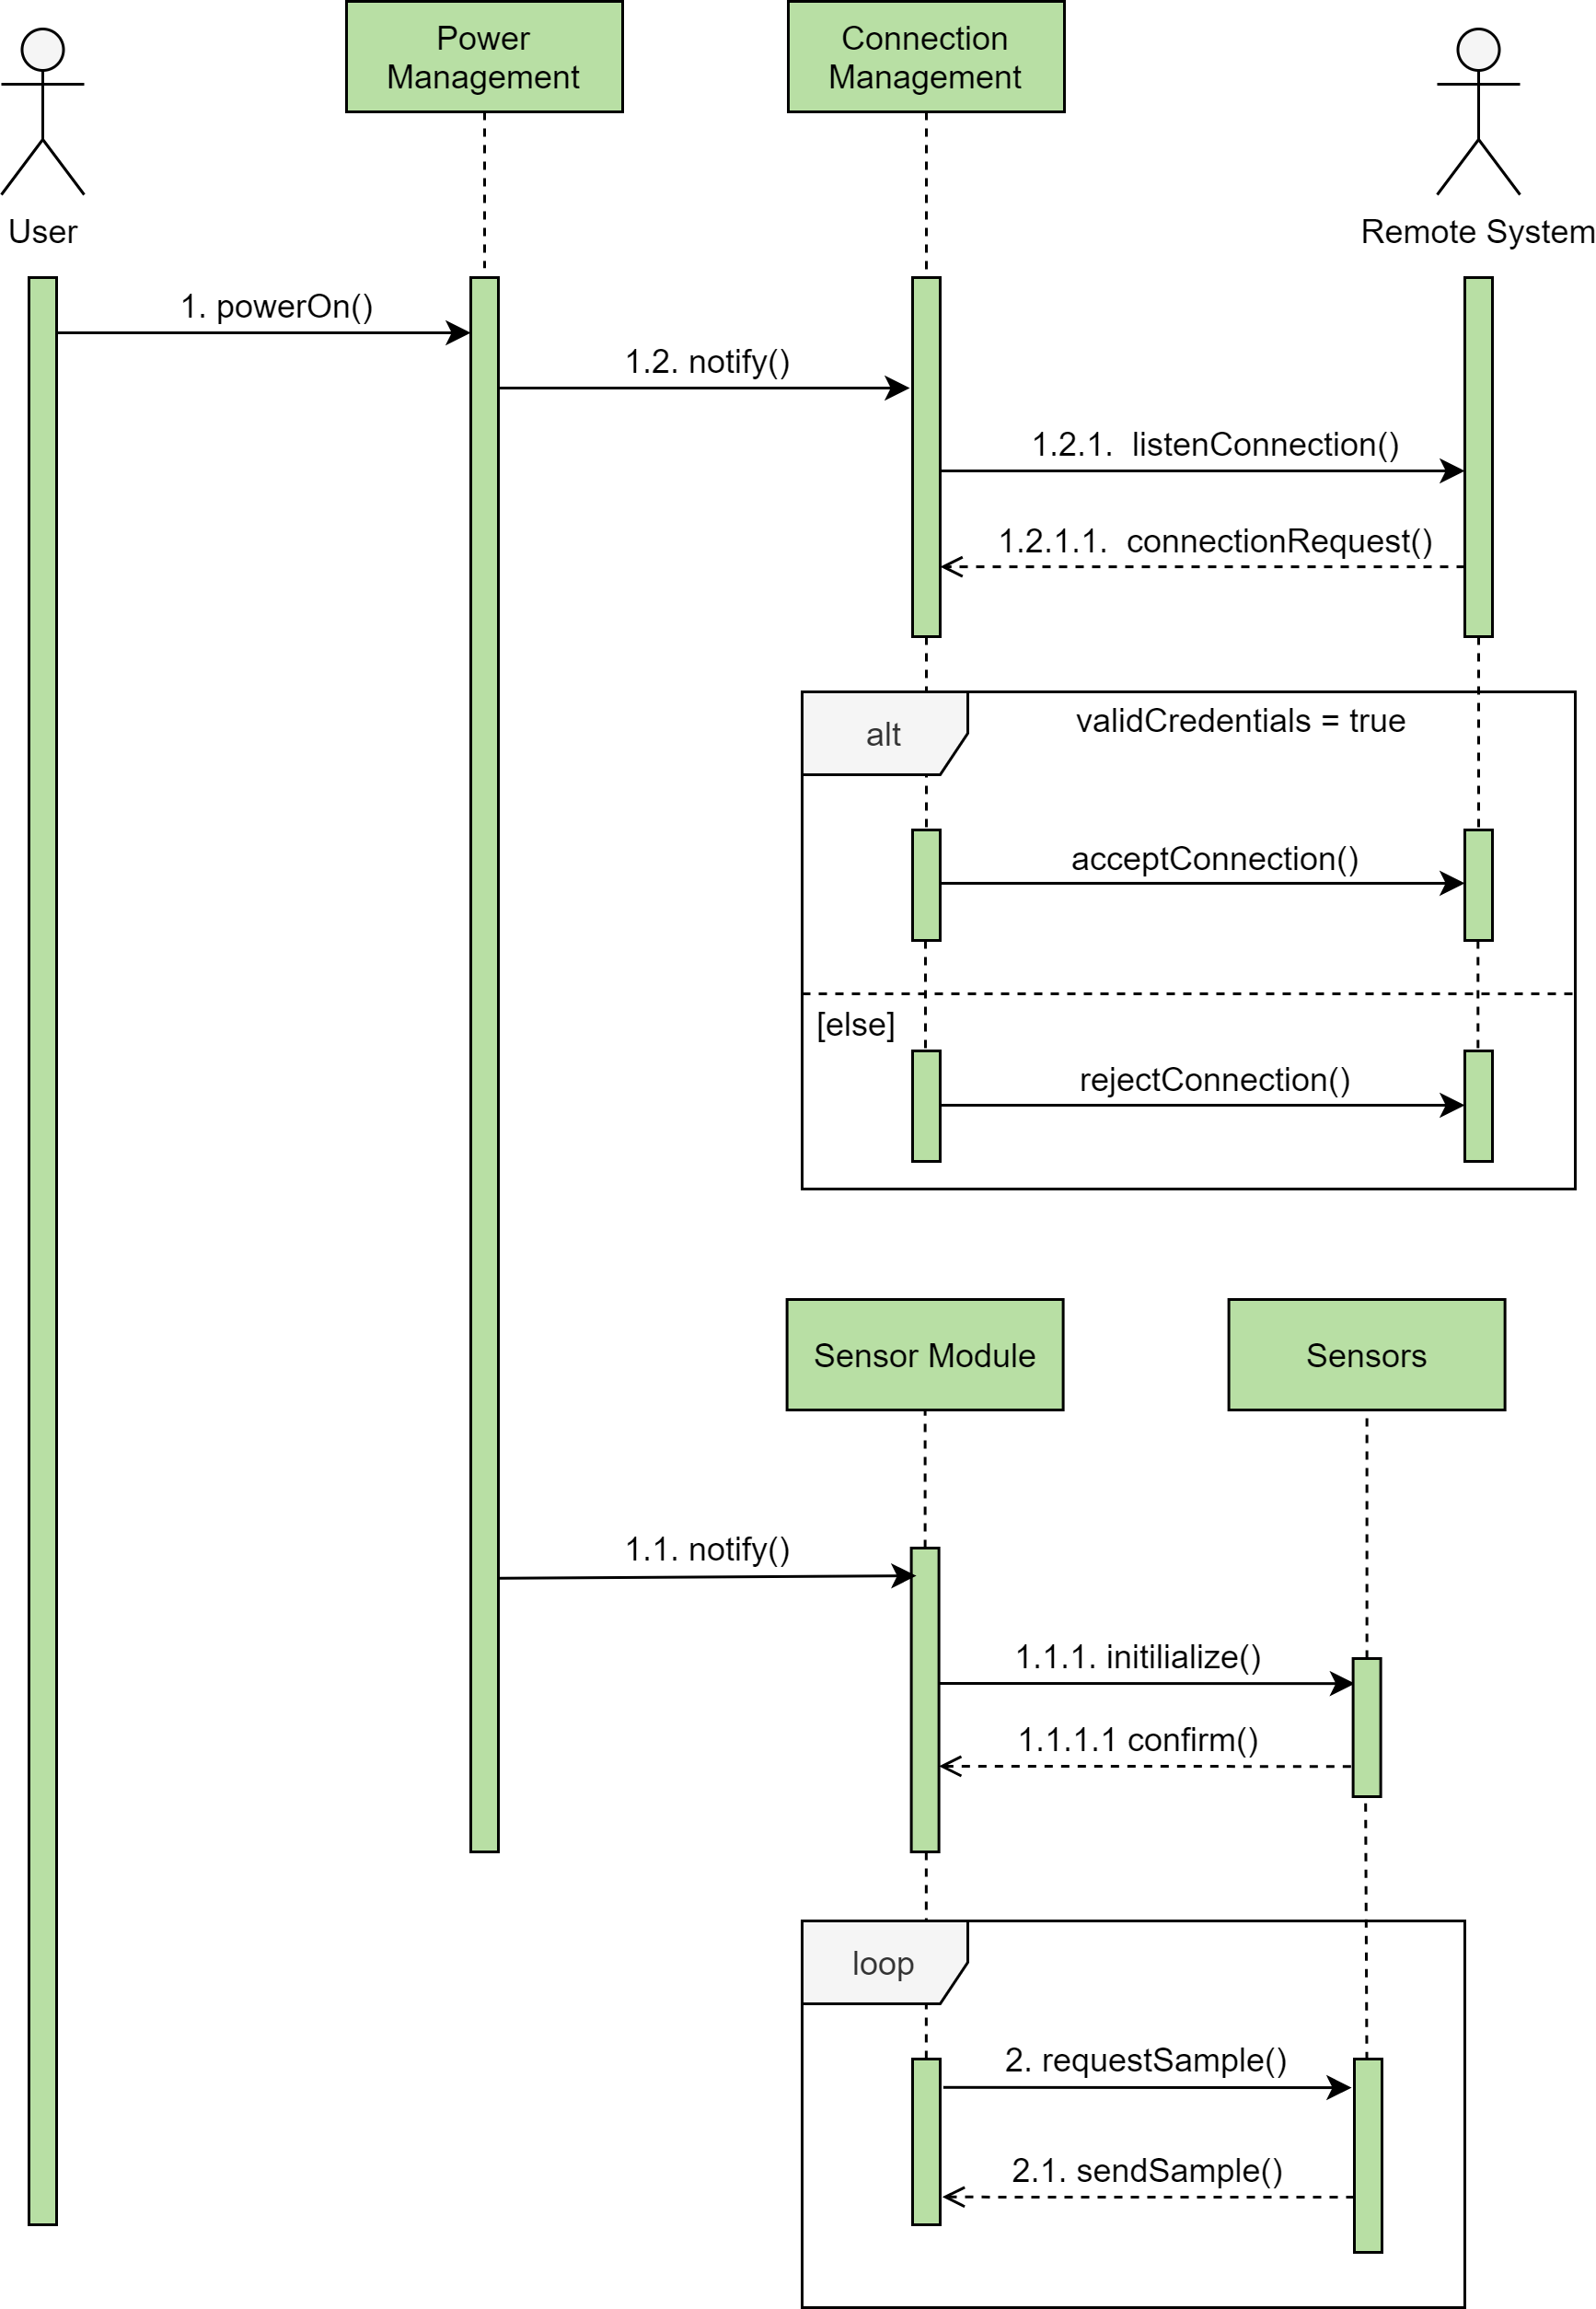 Power
Management
Connection
Management
User
Remote System
1. powerOn()
1.2. notify()
1.2.1.  listenConnection()
1.2.1.1.  connectionRequest()
alt
validCredentials = true
acceptConnection()
[else]
rejectConnection()
Sensor Module
Sensors
1.1. notify()
1.1.1. initilialize()
1.1.1.1 confirm()
loop
2. requestSample()
2.1. sendSample()